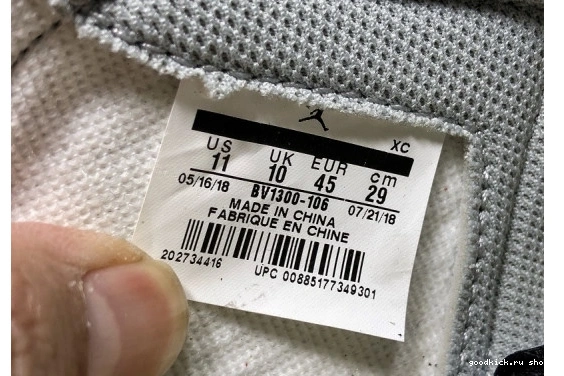 XC
US UK EUR cm
11 10 45 29
05/16/18 BV1300-106 07/21/18
MADE IN CHINA
FABRIQUE EN CHINE
202734416 UPC 00885177349301
goodkick.ru sho